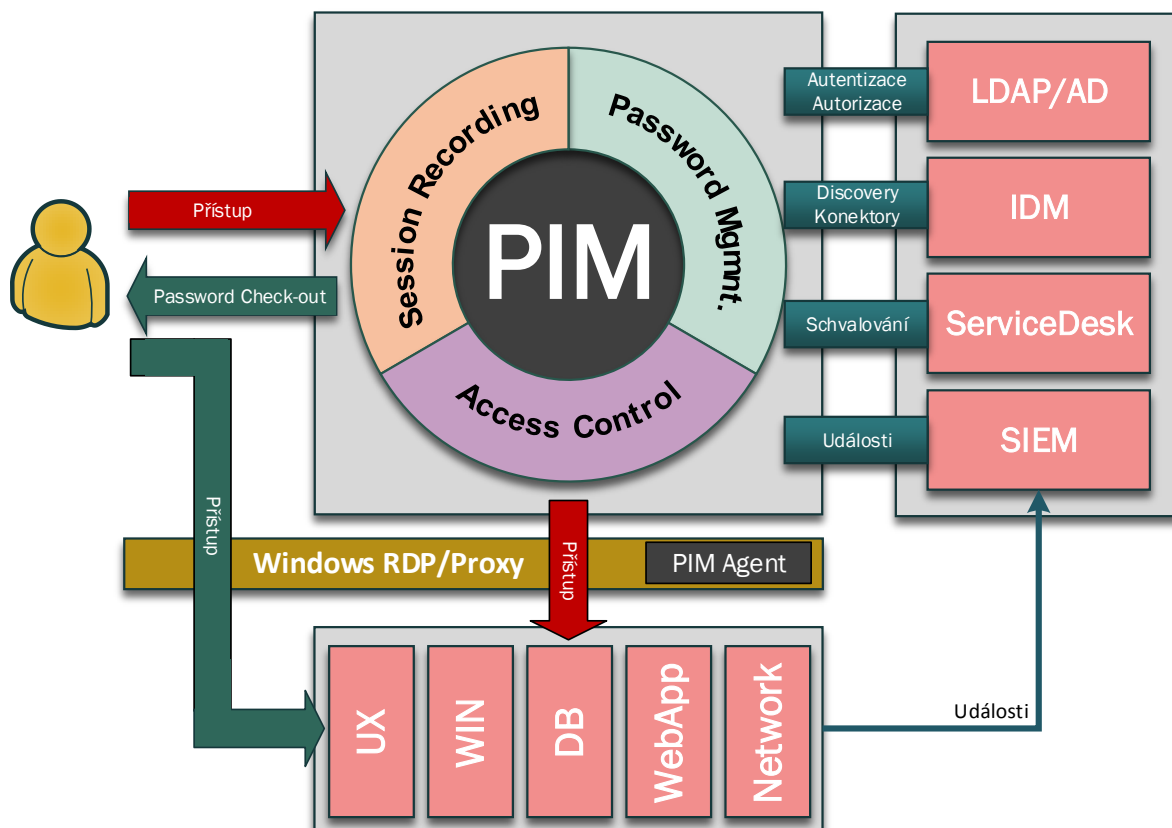 Session Recording
Password Mgmnt.
Access Control
PIM
Autentizace
Autorizace
LDAP/AD
Discovery
Konektory
IDM
Schvalování
ServiceDesk
Události
SIEM
Přístup
Password Check-out
Přístup
Windows RDP/Proxy
PIM Agent
Přístup
UX
WIN
DB
WebApp
Network
Události